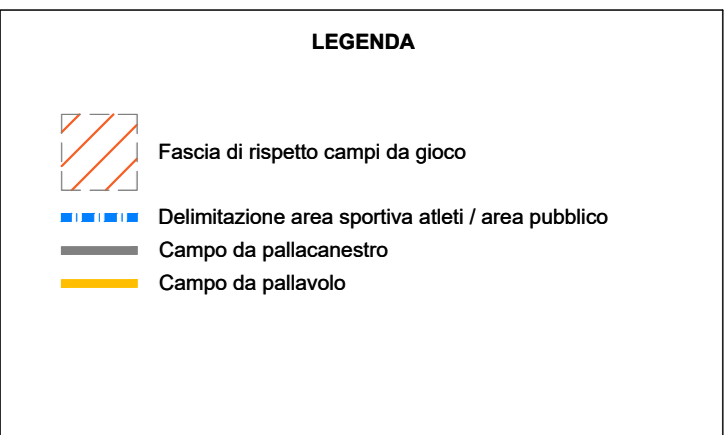 LEGENDA
Fascia di rispetto campi da gioco
Delimitazione area sportiva atleti / area pubblico
Campo da pallacanestro
Campo da pallavolo